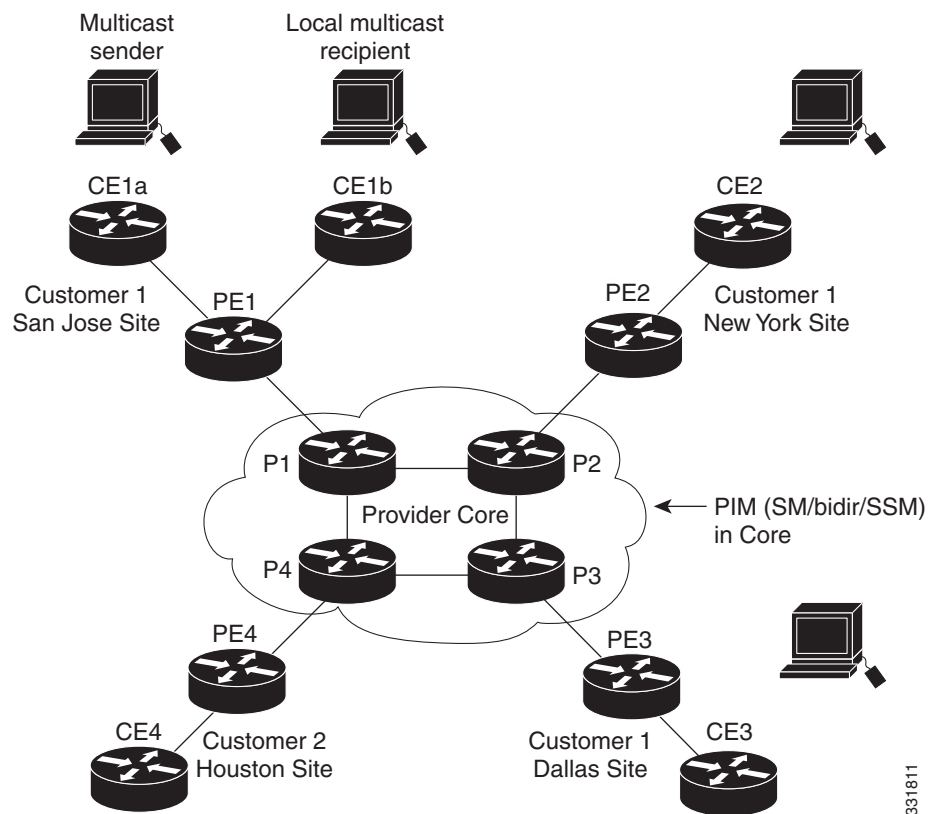 Multicast
sender
Local multicast
recipient
CE1a
CE1b
CE2
Customer 1
San Jose Site
PE1
PE2
Customer 1
New York Site
P1
P2
Provider Core
PIM (SM/bidir/SSM)
in Core
P4
P3
PE4
PE3
CE4
Customer 2
Houston Site
Customer 1
Dallas Site
CE3
331811